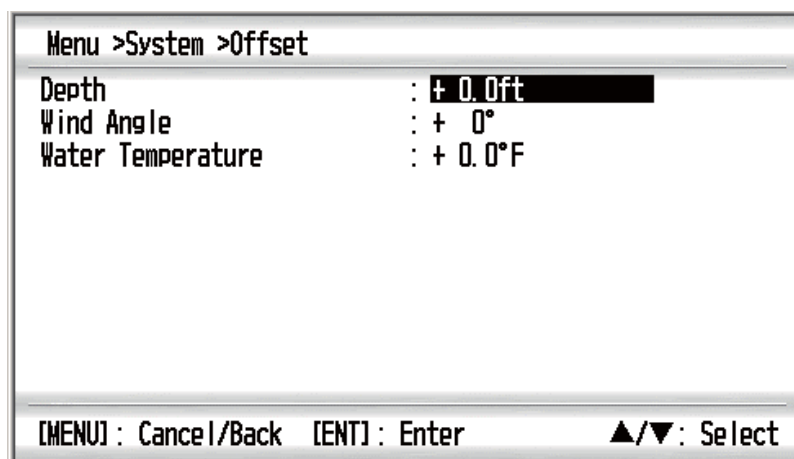 Menu >System >Offset
Depth : + 0.0ft
Wind Angle : + 0°
Water Temperature : + 0.0°F
[MENU] : Cancel/Back [ENT] : Enter ▲/▼: Select